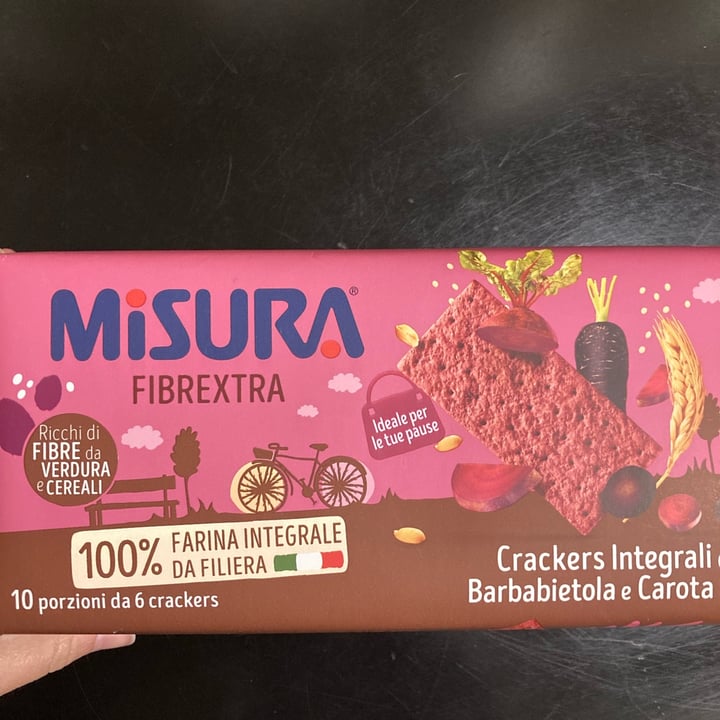 MiSURA®
FIBREXTRA
Ricchi di
FIBRE da
VERDURA
e CEREALI
Ideale per
le tue pause
100% FARINA INTEGRALE
DA FILIERA
10 porzioni da 6 crackers
Crackers Integrali
Barbabietola e Carota